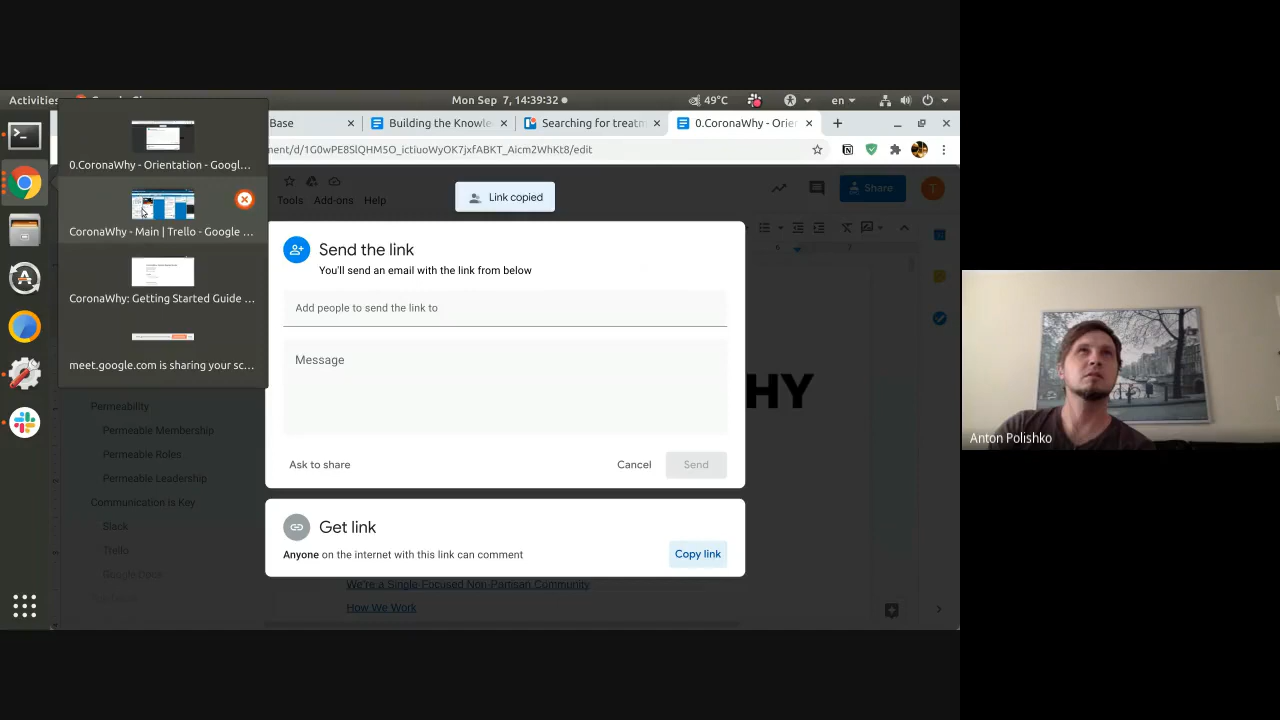 Activities
Mon Sep 7, 14:39:32
49°C
en
0.CoronaWhy - Orientation - Googl...
CoronaWhy - Main | Trello - Google ...
CoronaWhy: Getting Started Guide ...
meet.google.com is sharing your sc...
Base
Building the Knowle
Searching for treatm
0.CoronaWhy - Orie
ment/d/1G0wPE8SlQHM5O_ictiuoWyOK7jxfABKT_Aicm2WhKt8/edit
Tools
Add-ons
Help
Link copied
Share
T
Send the link
You'll send an email with the link from below
Add people to send the link to
Message
Ask to share
Cancel
Send
Get link
Anyone on the internet with this link can comment
Copy link
HY
Permeability
Permeable Membership
Permeable Roles
Permeable Leadership
Communication is Key
Slack
Trello
Google Docs
We're a Single-Focused Non-Partisan Community
How We Work
Anton Polishko